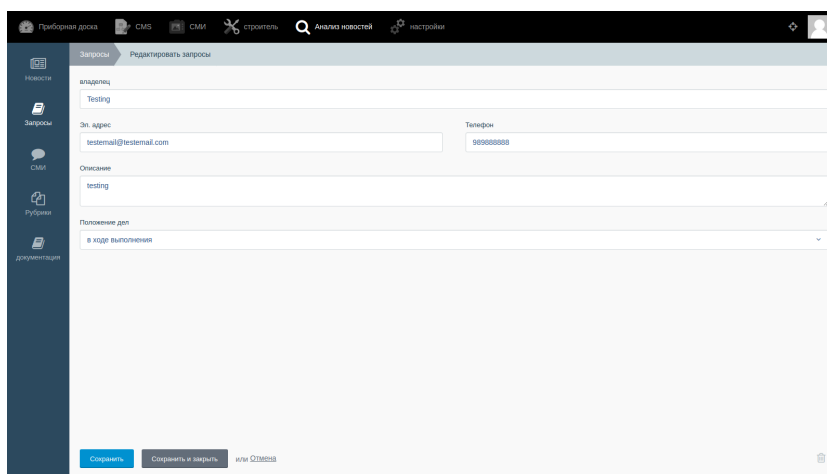 Приборная доска CMS СМИ строитель Анализ новостей настройки
Запросы Редактировать запросы
Новости
Запросы
СМИ
Рубрики
документация
владелец
Testing
Эл. адрес Телефон
testemail@testemail.com 989888888
Описание
testing
Положение дел
в ходе выполнения
Сохранить Сохранить и закрыть или Отмена